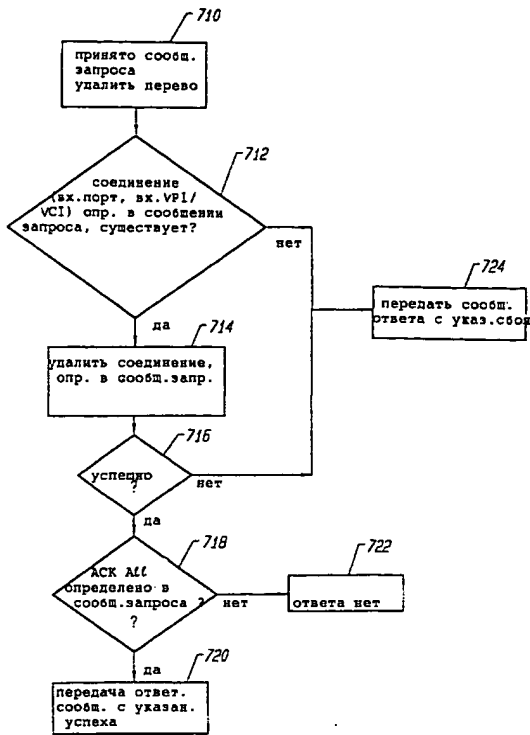 710
принято сообщ.
запроса
удалить дерево
712
соединение
(вх.порт, вх.VPI/
VCI) опр. в сообщении
запроса, существует?
нет
724
передать сообщ.
ответа с указ.сбоя
да
714
удалить соединение,
опр. в сообщ.запр.
716
успешно
?
нет
да
718
ACK All
определено в
сообщ.запроса ?
?
нет
722
ответа нет
да
720
передача ответ.
сообщ. с указан.
успеха